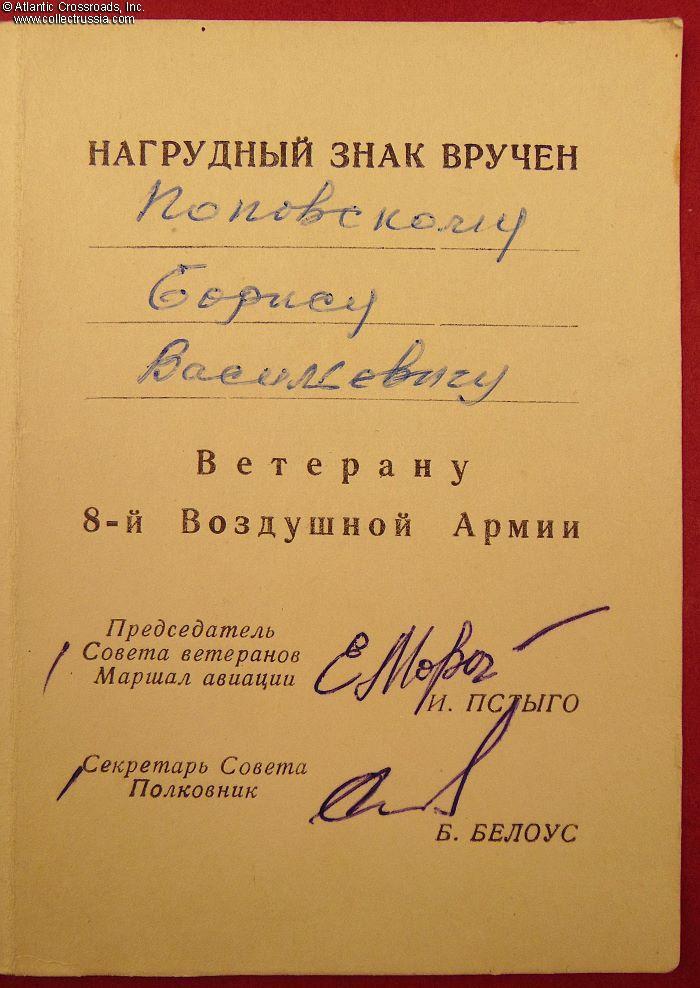 © Atlantic Crossroads, Inc.
www.collectrussia.com
НАГРУДНЫЙ ЗНАК ВРУЧЕН
Поповскому
Борису
Васильевичу
Ветерану
8-й Воздушной Армии
Председатель
Совета ветеранов
Маршал авиации
И. ПСТЫГО
Секретарь Совета
Полковник
Б. БЕЛОУС